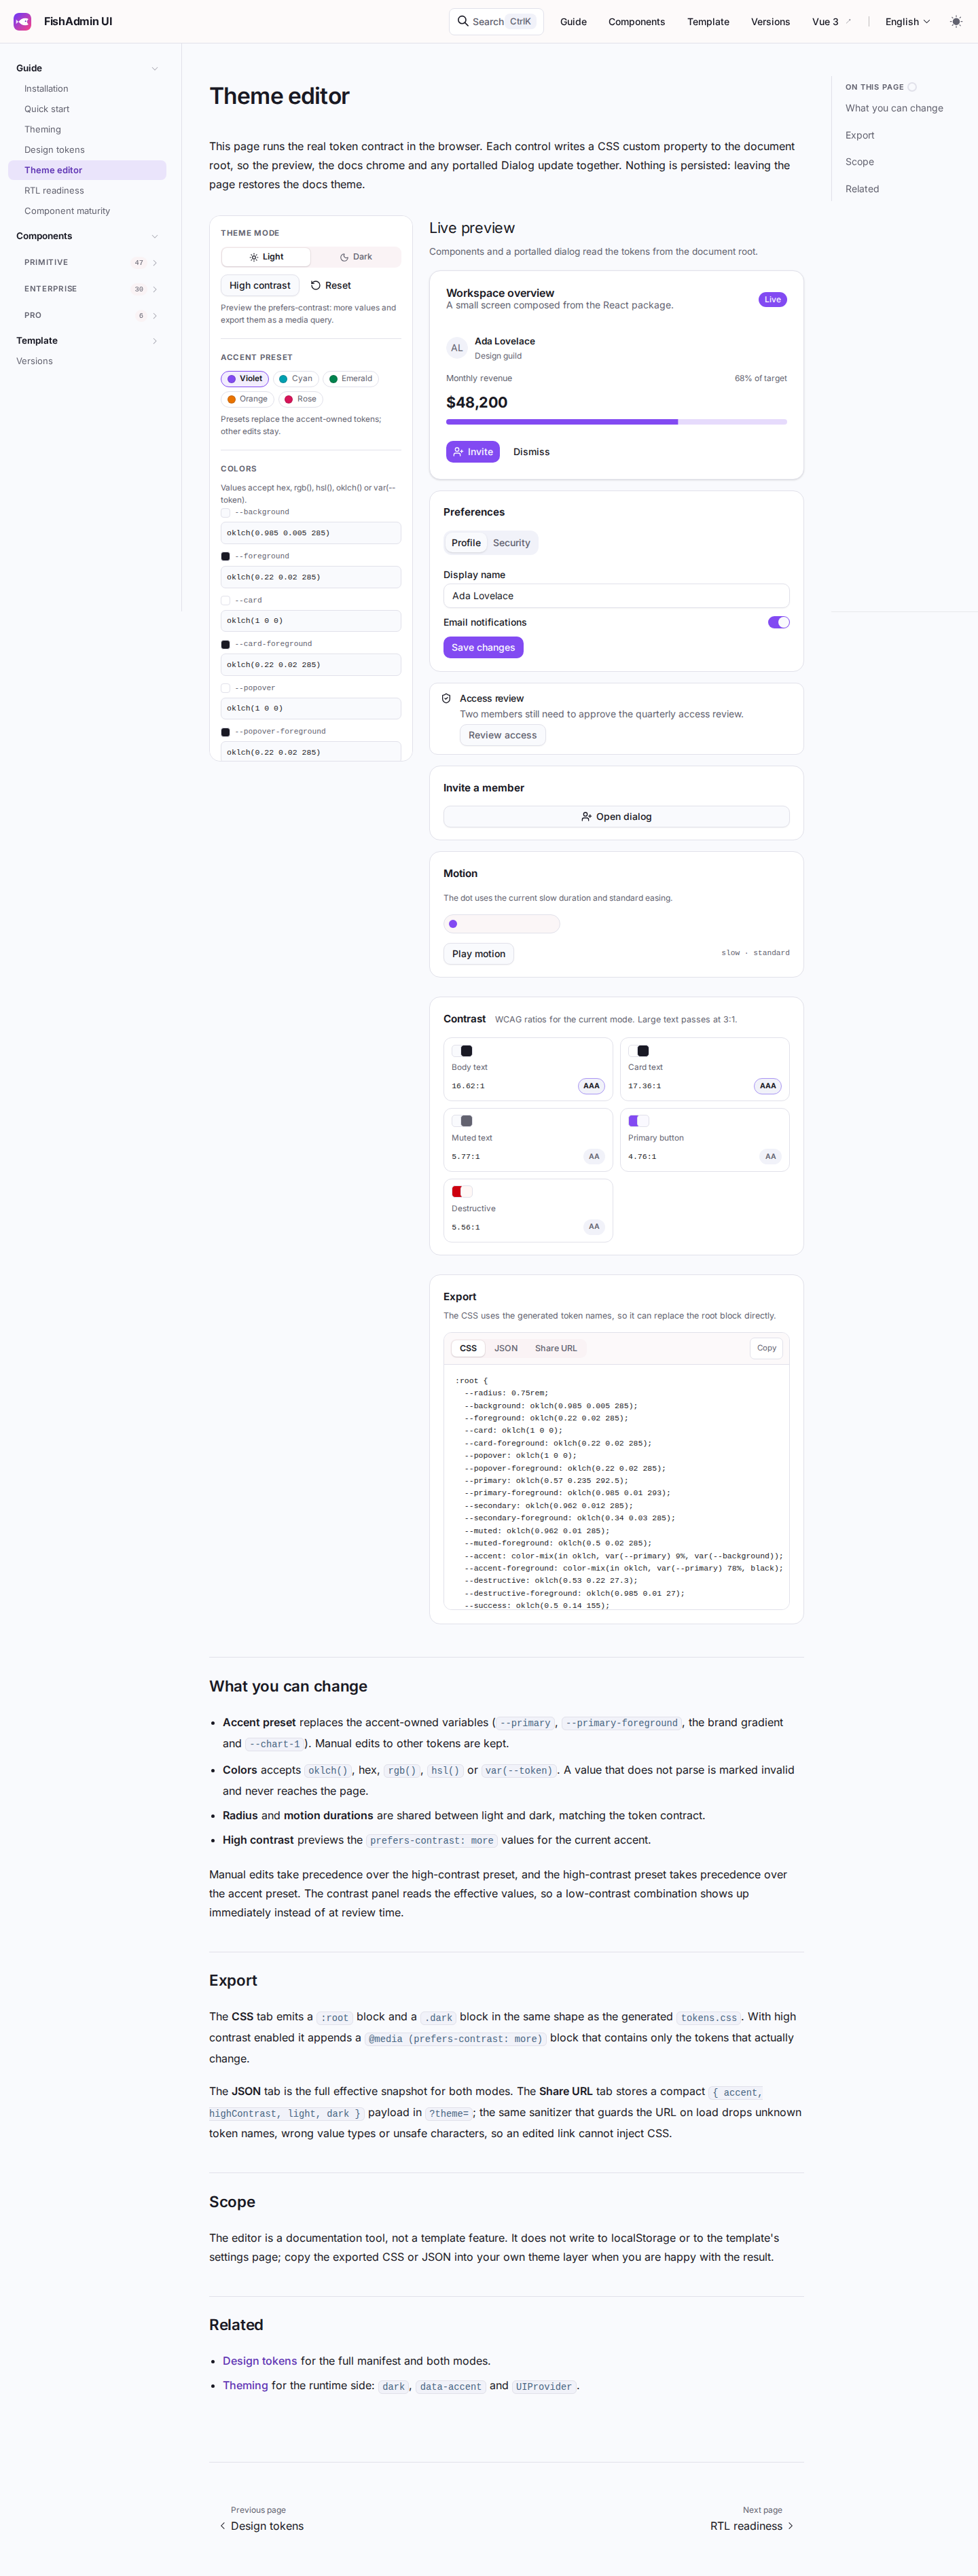 FishAdmin UI
Search CtrlK
Guide
Components
Template
Versions
Vue 3
English
Guide
Installation
Quick start
Theming
Design tokens
Theme editor
RTL readiness
Component maturity
Components
PRIMITIVE 47
ENTERPRISE 30
PRO 6
Template
Versions
Theme editor
This page runs the real token contract in the browser. Each control writes a CSS custom property to the document
root, so the preview, the docs chrome and any portalled Dialog update together. Nothing is persisted: leaving the
page restores the docs theme.
THEME MODE
Light Dark
High contrast Reset
Preview the prefers-contrast: more values and
export them as a media query.
ACCENT PRESET
Violet Cyan Emerald
Orange Rose
Presets replace the accent-owned tokens;
other edits stay.
COLORS
Values accept hex, rgb(), hsl(), oklch() or var(--
token).
--background
oklch(0.985 0.005 285)
--foreground
oklch(0.22 0.02 285)
--card
oklch(1 0 0)
--card-foreground
oklch(0.22 0.02 285)
--popover
oklch(1 0 0)
--popover-foreground
oklch(0.22 0.02 285)
Live preview
Components and a portalled dialog read the tokens from the document root.
Workspace overview
A small screen composed from the React package.
Live
AL
Ada Lovelace
Design guild
Monthly revenue 68% of target
$48,200
Invite Dismiss
Preferences
Profile Security
Display name
Ada Lovelace
Email notifications
Save changes
Access review
Two members still need to approve the quarterly access review.
Review access
Invite a member
Open dialog
Motion
The dot uses the current slow duration and standard easing.
Play motion slow · standard
Contrast WCAG ratios for the current mode. Large text passes at 3:1.
Body text
16.62:1 AAA
Card text
17.36:1 AAA
Muted text
5.77:1 AA
Primary button
4.76:1 AA
Destructive
5.56:1 AA
Export
The CSS uses the generated token names, so it can replace the root block directly.
CSS JSON Share URL Copy
:root {
--radius: 0.75rem;
--background: oklch(0.985 0.005 285);
--foreground: oklch(0.22 0.02 285);
--card: oklch(1 0 0);
--card-foreground: oklch(0.22 0.02 285);
--popover: oklch(1 0 0);
--popover-foreground: oklch(0.22 0.02 285);
--primary: oklch(0.57 0.235 292.5);
--primary-foreground: oklch(0.985 0.01 293);
--secondary: oklch(0.962 0.012 285);
--secondary-foreground: oklch(0.34 0.03 285);
--muted: oklch(0.962 0.01 285);
--muted-foreground: oklch(0.5 0.02 285);
--accent: color-mix(in oklch, var(--primary) 9%, var(--background));
--accent-foreground: color-mix(in oklch, var(--primary) 78%, black);
--destructive: oklch(0.53 0.22 27.3);
--destructive-foreground: oklch(0.985 0.01 27);
--success: oklch(0.5 0.14 155);
What you can change
• Accent preset replaces the accent-owned variables (--primary, --primary-foreground, the brand gradient
and --chart-1). Manual edits to other tokens are kept.
• Colors accepts oklch(), hex, rgb(), hsl() or var(--token). A value that does not parse is marked invalid
and never reaches the page.
• Radius and motion durations are shared between light and dark, matching the token contract.
• High contrast previews the prefers-contrast: more values for the current accent.
Manual edits take precedence over the high-contrast preset, and the high-contrast preset takes precedence over
the accent preset. The contrast panel reads the effective values, so a low-contrast combination shows up
immediately instead of at review time.
Export
The CSS tab emits a :root block and a .dark block in the same shape as the generated tokens.css. With high
contrast enabled it appends a @media (prefers-contrast: more) block that contains only the tokens that actually
change.
The JSON tab is the full effective snapshot for both modes. The Share URL tab stores a compact { accent,
highContrast, light, dark } payload in ?theme=; the same sanitizer that guards the URL on load drops unknown
token names, wrong value types or unsafe characters, so an edited link cannot inject CSS.
Scope
The editor is a documentation tool, not a template feature. It does not write to localStorage or to the template's
settings page; copy the exported CSS or JSON into your own theme layer when you are happy with the result.
Related
• Design tokens for the full manifest and both modes.
• Theming for the runtime side: dark, data-accent and UIProvider.
Previous page
Design tokens
Next page
RTL readiness
ON THIS PAGE
What you can change
Export
Scope
Related